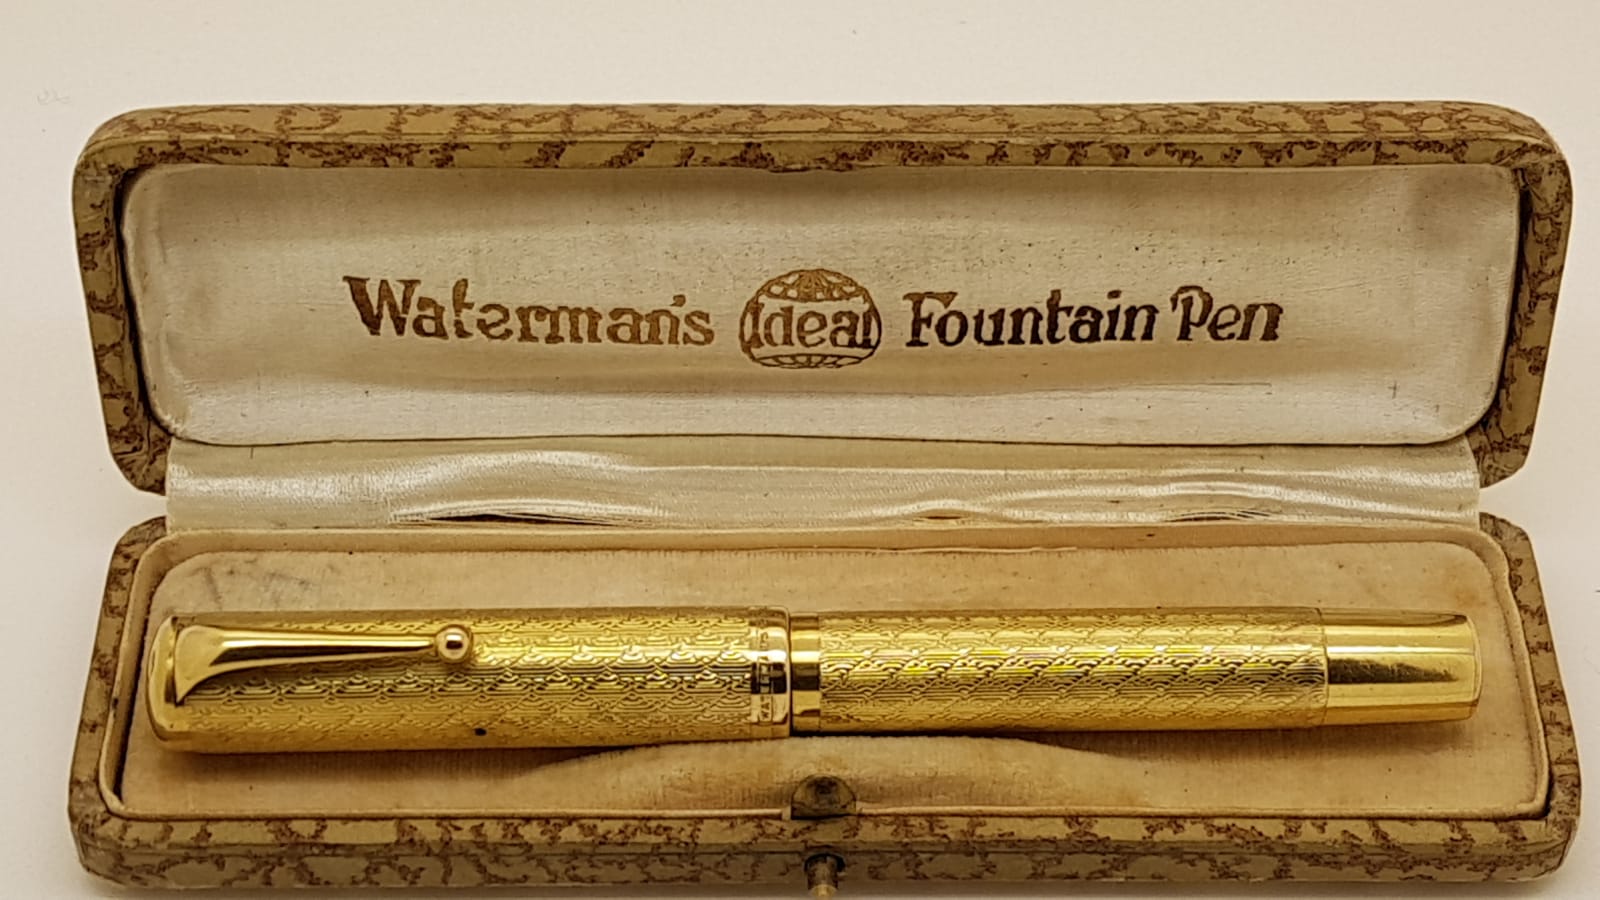 Waterman's Ideal Fountain Pen